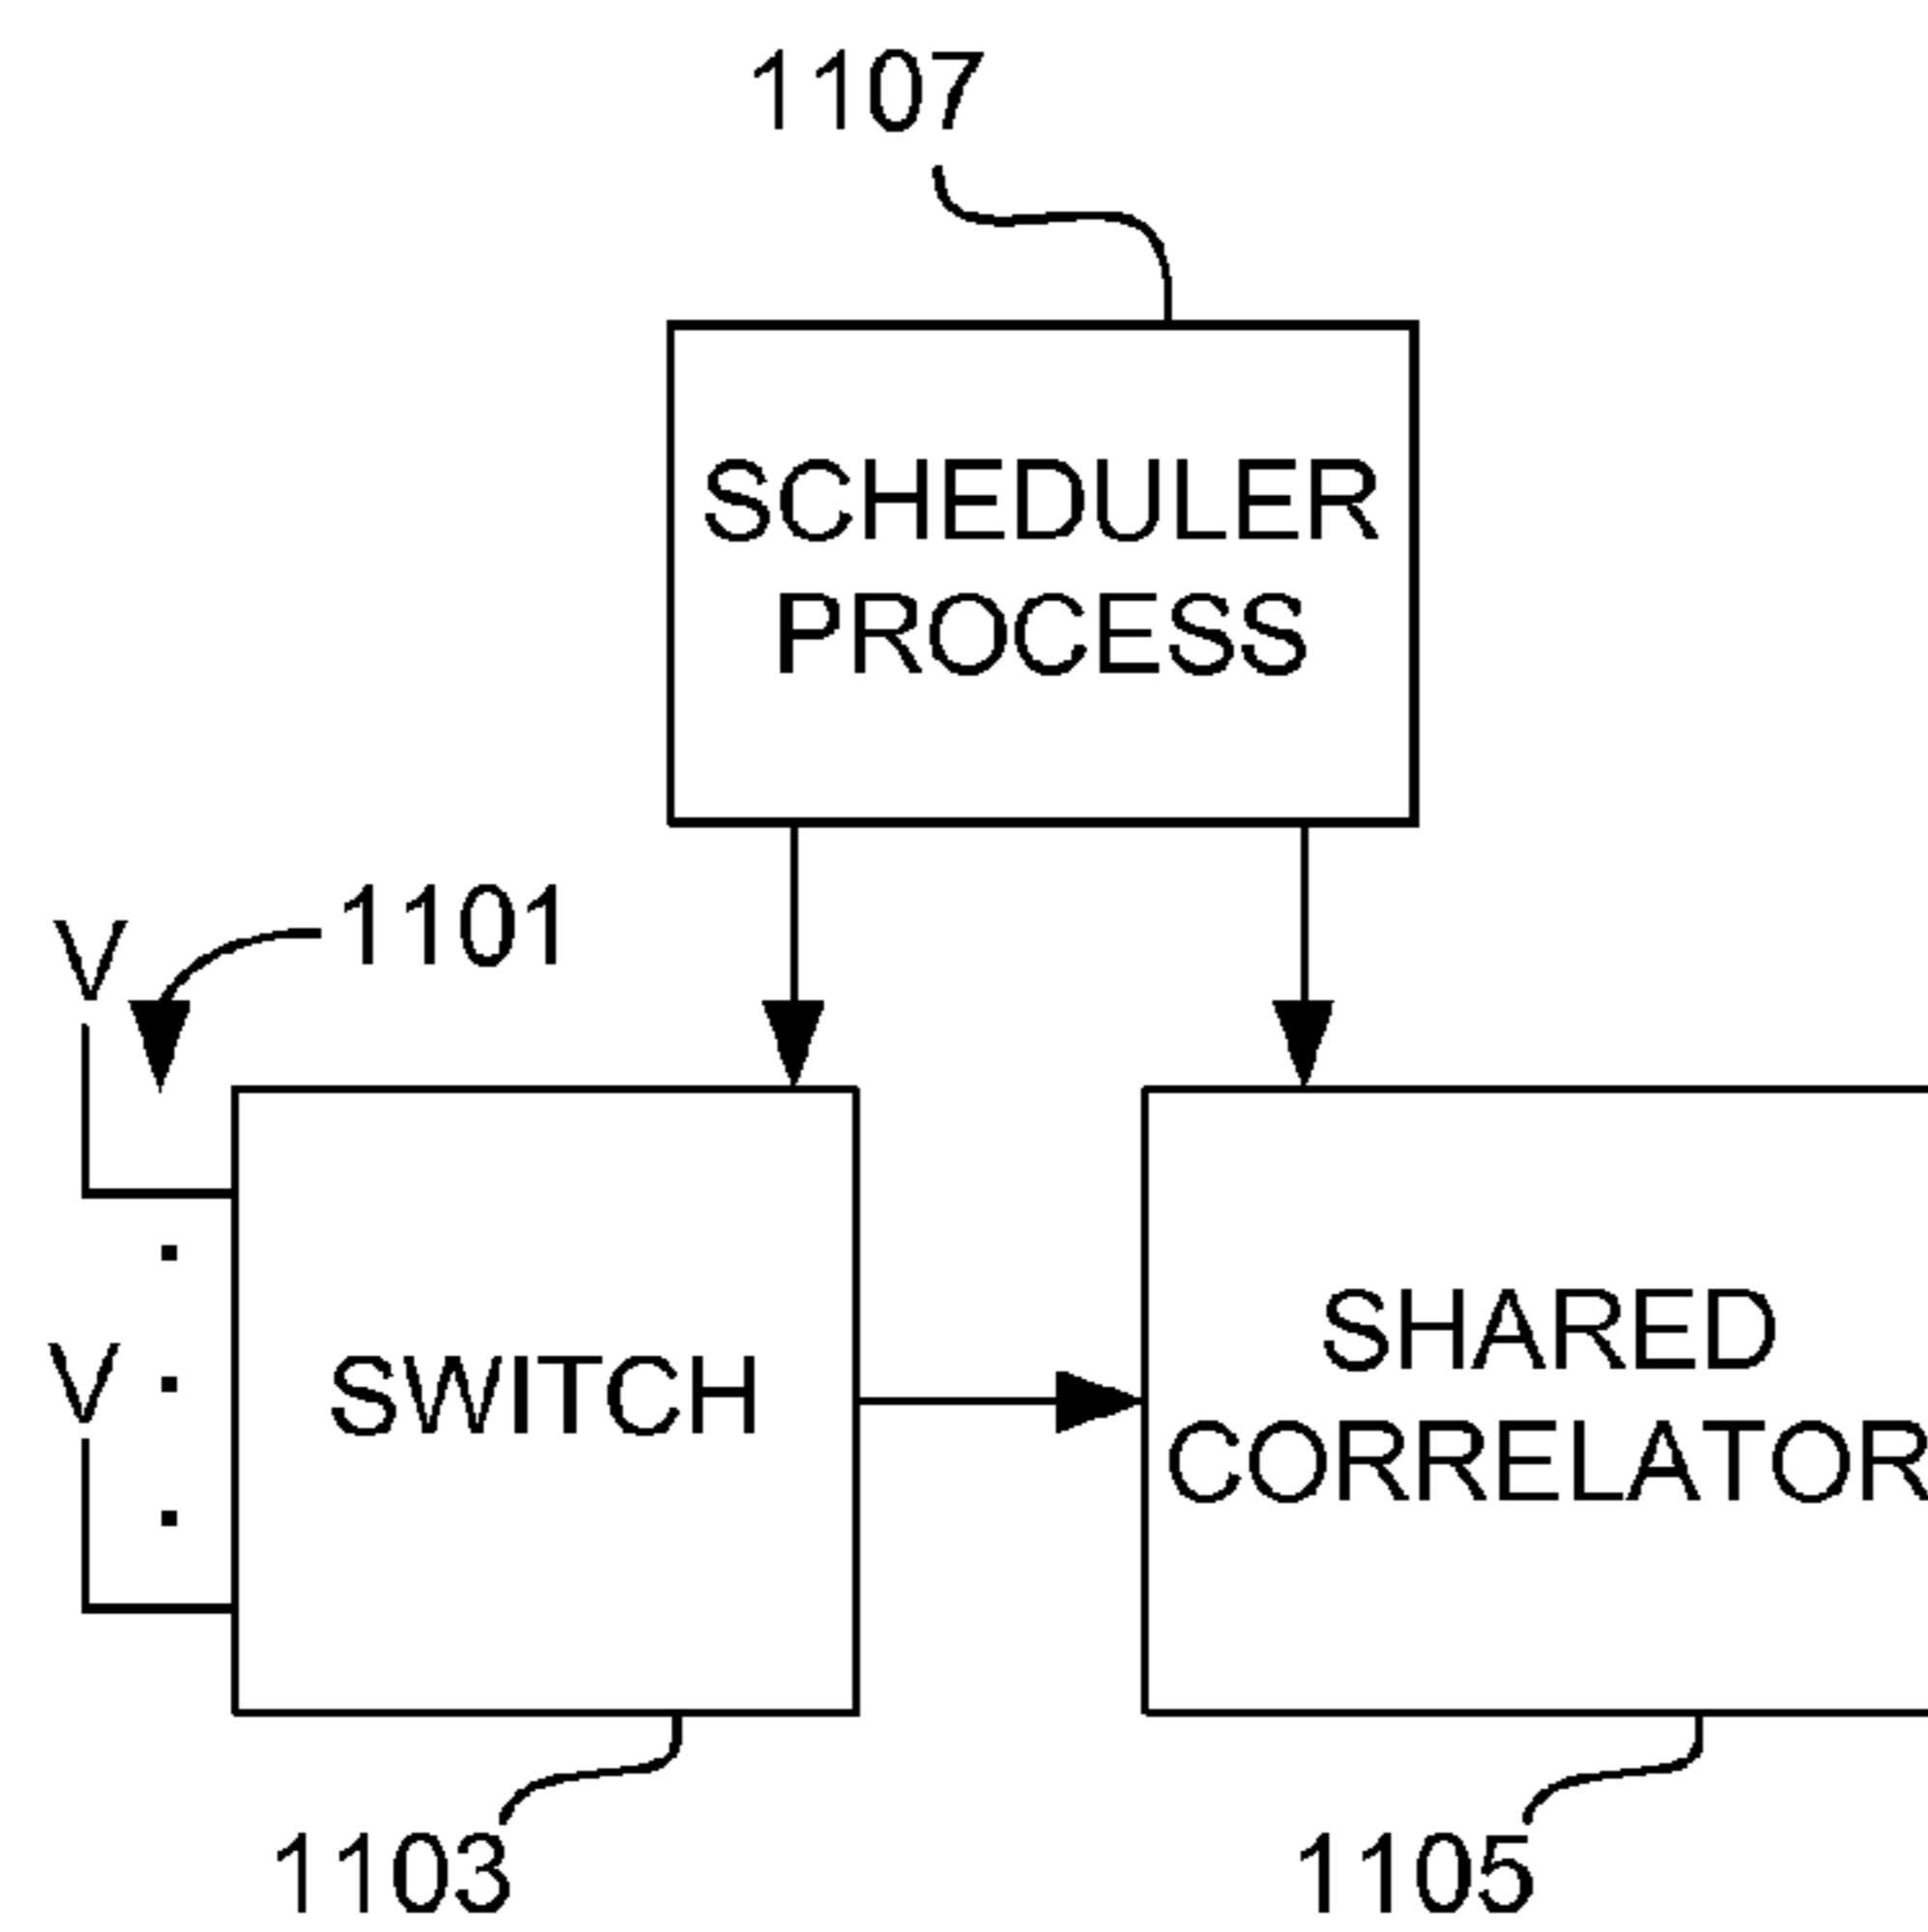 1107
SCHEDULER
PROCESS
1101
V
V
SWITCH
SHARED
CORRELATOR
1103
1105